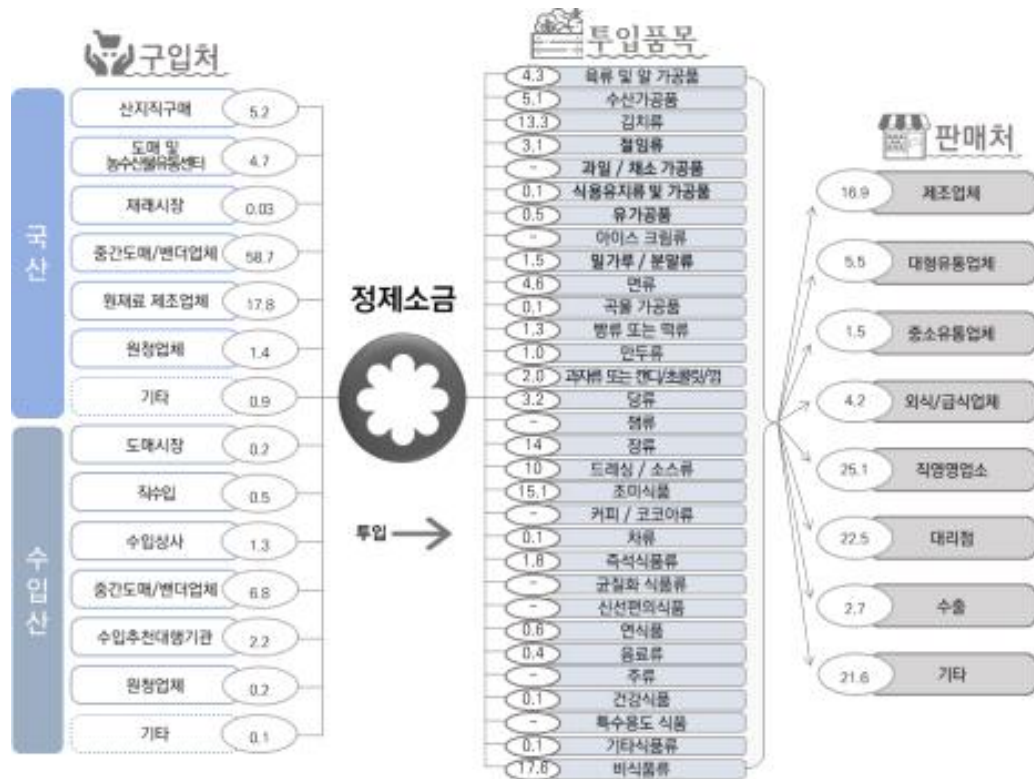 구입처
국산
산지직구매 5.2
도매 및
농수산물유통센터 4.7
재래시장 0.03
중간도매/밴더업체 58.7
원재료 제조업체 17.8
원청업체 1.4
기타 0.9
수입산
도매시장 0.2
직수입 0.5
수입상사 1.3
중간도매/밴더업체 6.8
수입추천대행기관 2.2
원청업체 0.2
기타 0.1
정제소금
투입
투입품목
4.3 육류 및 알 가공품
5.1 수산가공품
13.3 김치류
3.1 절임류
- 과일 / 채소 가공품
0.1 식용유지류 및 가공품
0.5 유가공품
- 아이스 크림류
1.5 밀가루 / 분말류
4.6 면류
0.1 곡물 가공품
1.3 빵류 또는 떡류
1.0 만두류
2.0 과자류 또는 캔디/초콜릿/껌
3.2 당류
- 잼류
14 장류
10 드레싱 / 소스류
15.1 조미식품
- 커피 / 코코아류
0.1 차류
1.8 즉석식품류
- 균질화 식품류
- 신선편의식품
0.6 연식품
0.4 음료류
- 주류
0.1 건강식품
- 특수용도 식품
0.1 기타식품류
17.8 비식품류
판매처
16.9 제조업체
5.5 대형유통업체
1.5 중소유통업체
4.2 외식/급식업체
25.1 직영영업소
22.5 대리점
2.7 수출
21.6 기타